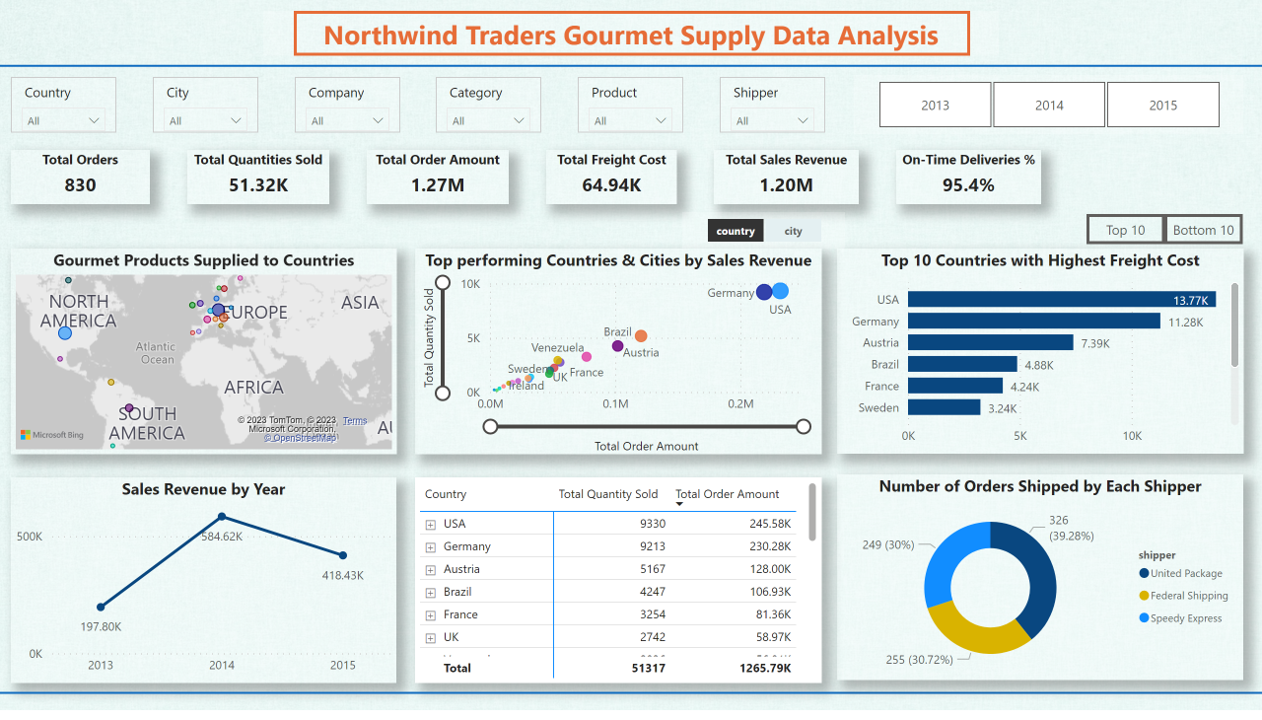 Northwind Traders Gourmet Supply Data Analysis
Country
All
City
All
Company
All
Category
All
Product
All
Shipper
All
2013
2014
2015
Total Orders
830
Total Quantities Sold
51.32K
Total Order Amount
1.27M
Total Freight Cost
64.94K
Total Sales Revenue
1.20M
On-Time Deliveries %
95.4%
country
city
Top 10
Bottom 10
Gourmet Products Supplied to Countries
NORTH
AMERICA
EUROPE
ASIA
Atlantic
Ocean
AFRICA
SOUTH
AMERICA
AU
Microsoft Bing
© 2023 TomTom, © 2023 Microsoft Corporation, © OpenStreetMap Terms
Top performing Countries & Cities by Sales Revenue
Total Quantity Sold
10K
5K
0K
Germany
USA
Brazil
Austria
Venezuela
France
Sweden
UK
Ireland
0.0M
0.1M
0.2M
Total Order Amount
Top 10 Countries with Highest Freight Cost
USA 13.77K
Germany 11.28K
Austria 7.39K
Brazil 4.88K
France 4.24K
Sweden 3.24K
0K 5K 10K
Sales Revenue by Year
500K
0K
197.80K
584.62K
418.43K
2013 2014 2015
Country Total Quantity Sold Total Order Amount
USA 9330 245.58K
Germany 9213 230.28K
Austria 5167 128.00K
Brazil 4247 106.93K
France 3254 81.36K
UK 2742 58.97K
Total 51317 1265.79K
Number of Orders Shipped by Each Shipper
326
(39.28%)
249 (30%)
255 (30.72%)
shipper
United Package
Federal Shipping
Speedy Express